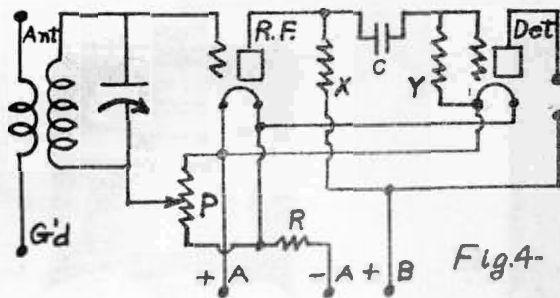 Ant
R.F.
Det
C
X
Y
P
R
G'd
+ A
- A + B
Fig.4-